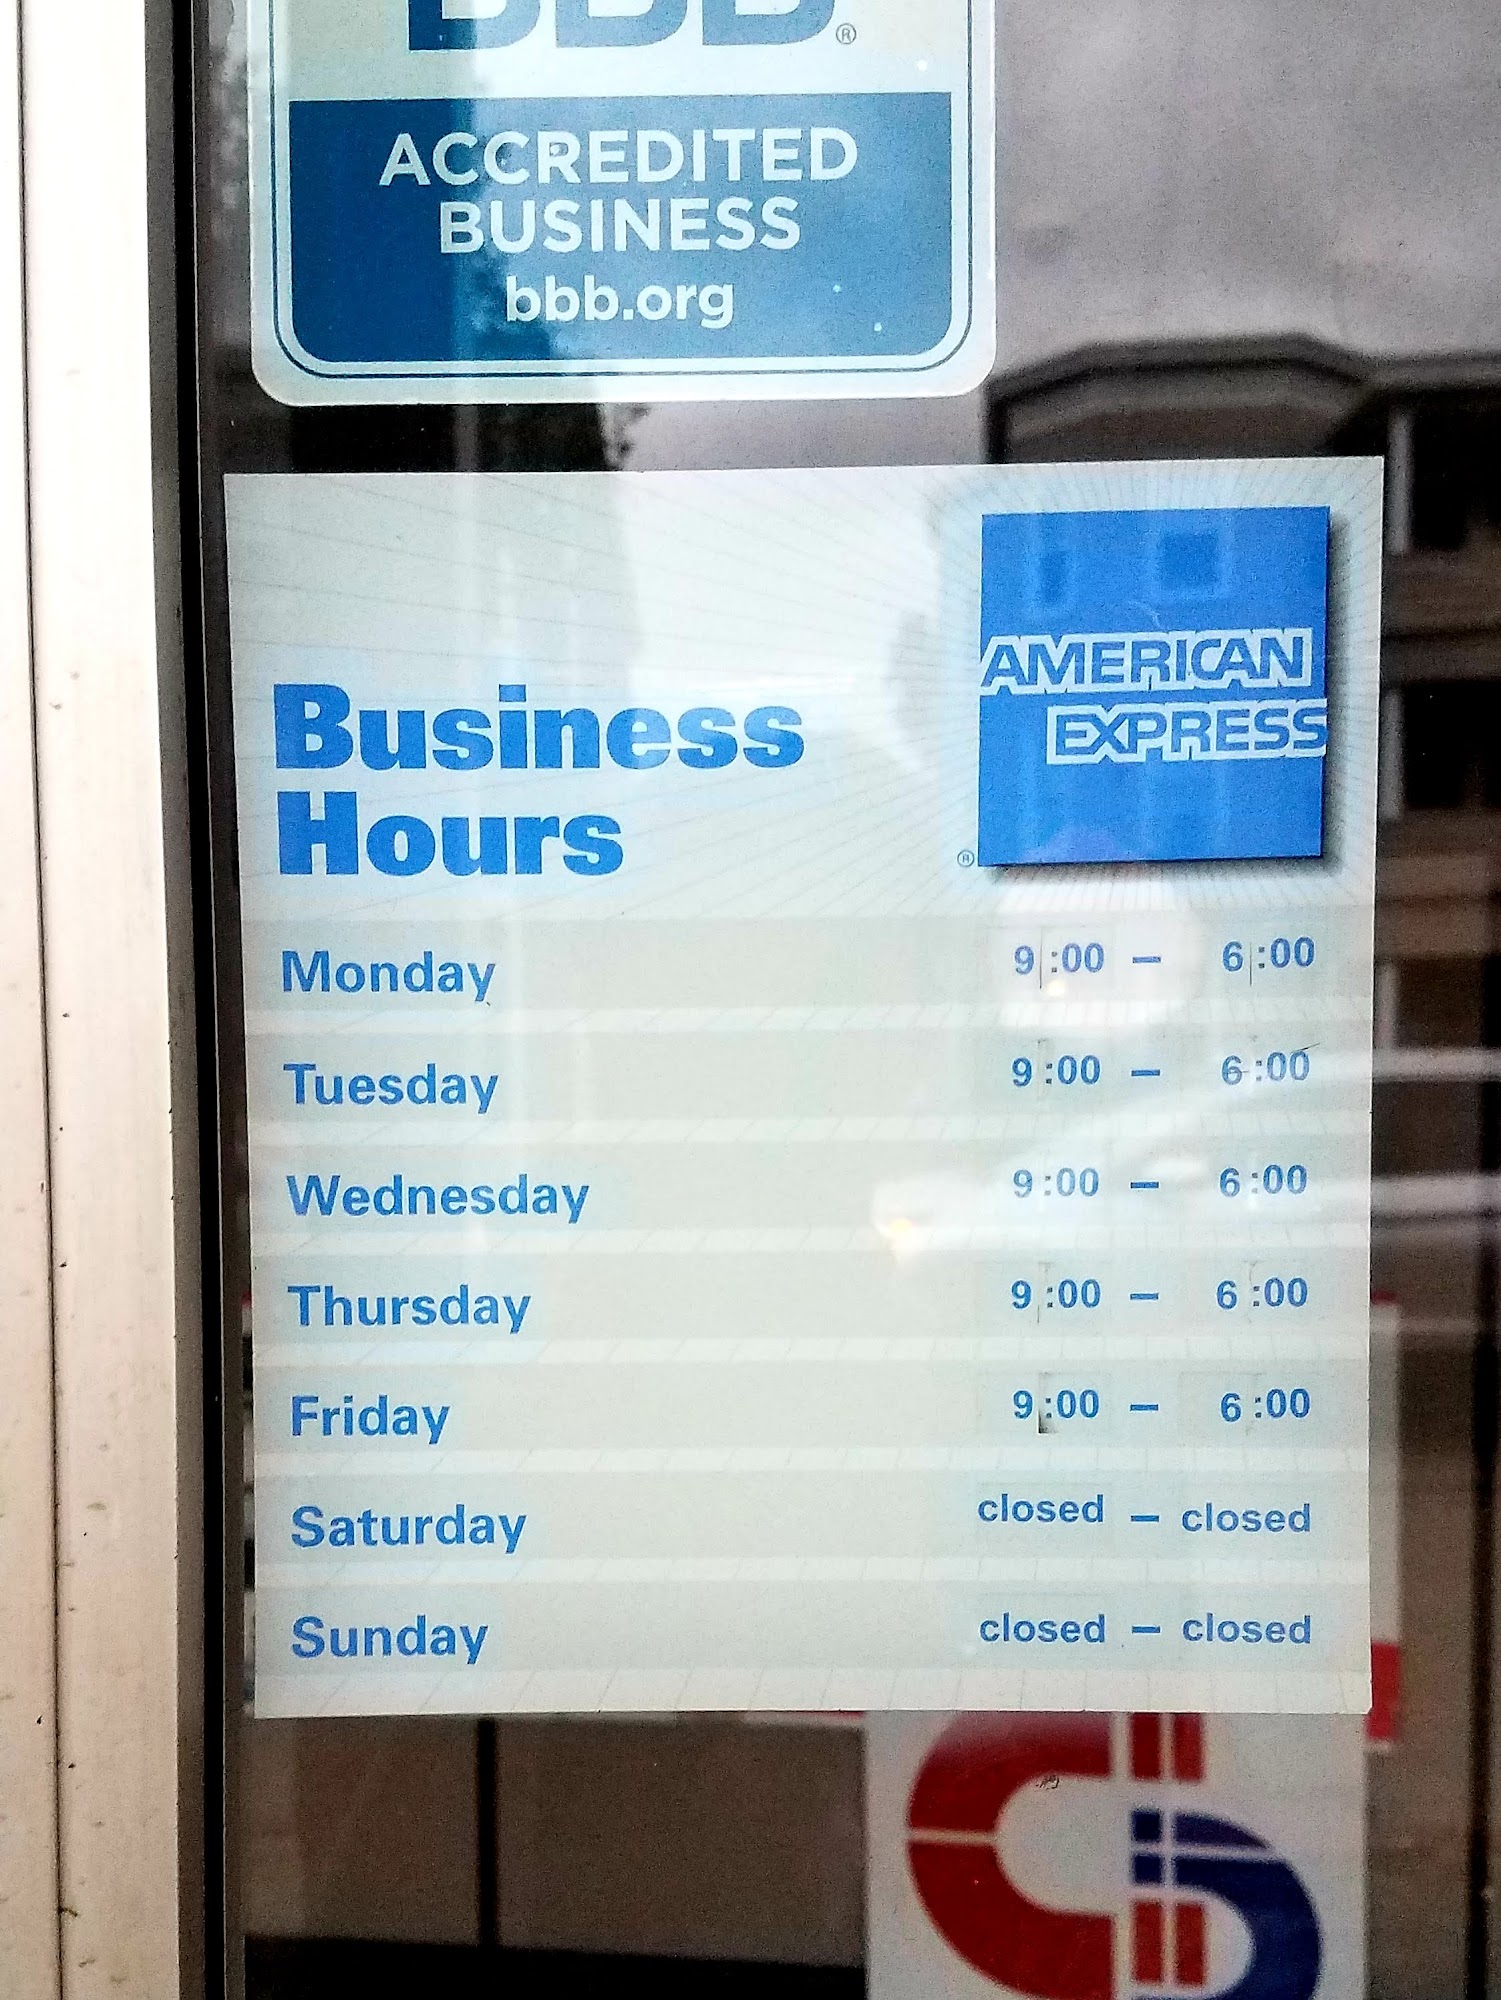 BBB®
ACCREDITED
BUSINESS
bbb.org
AMERICAN
EXPRESS
®
Business
Hours
Monday 9:00 – 6:00
Tuesday 9:00 – 6:00
Wednesday 9:00 – 6:00
Thursday 9:00 – 6:00
Friday 9:00 – 6:00
Saturday closed – closed
Sunday closed – closed